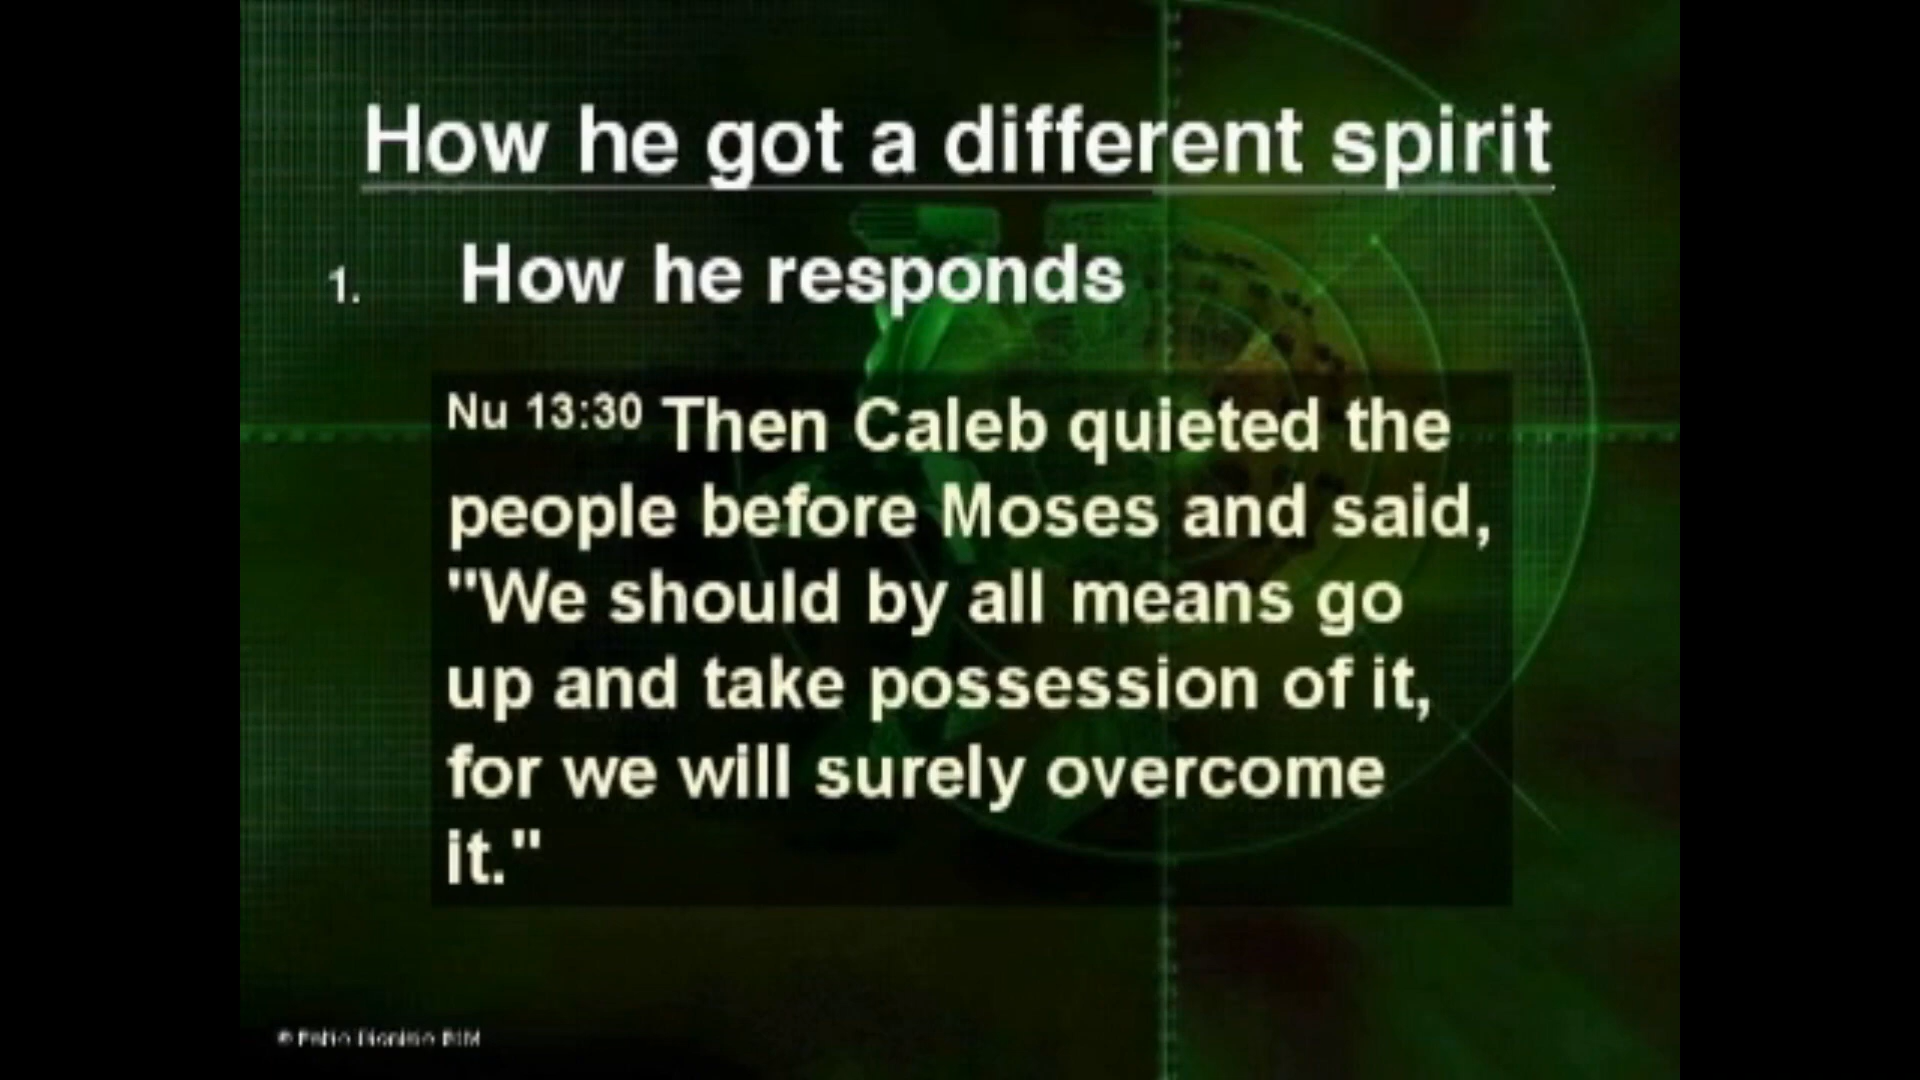 How he got a different spirit
1. How he responds
Nu 13:30 Then Caleb quieted the
people before Moses and said,
"We should by all means go
up and take possession of it,
for we will surely overcome
it."
©